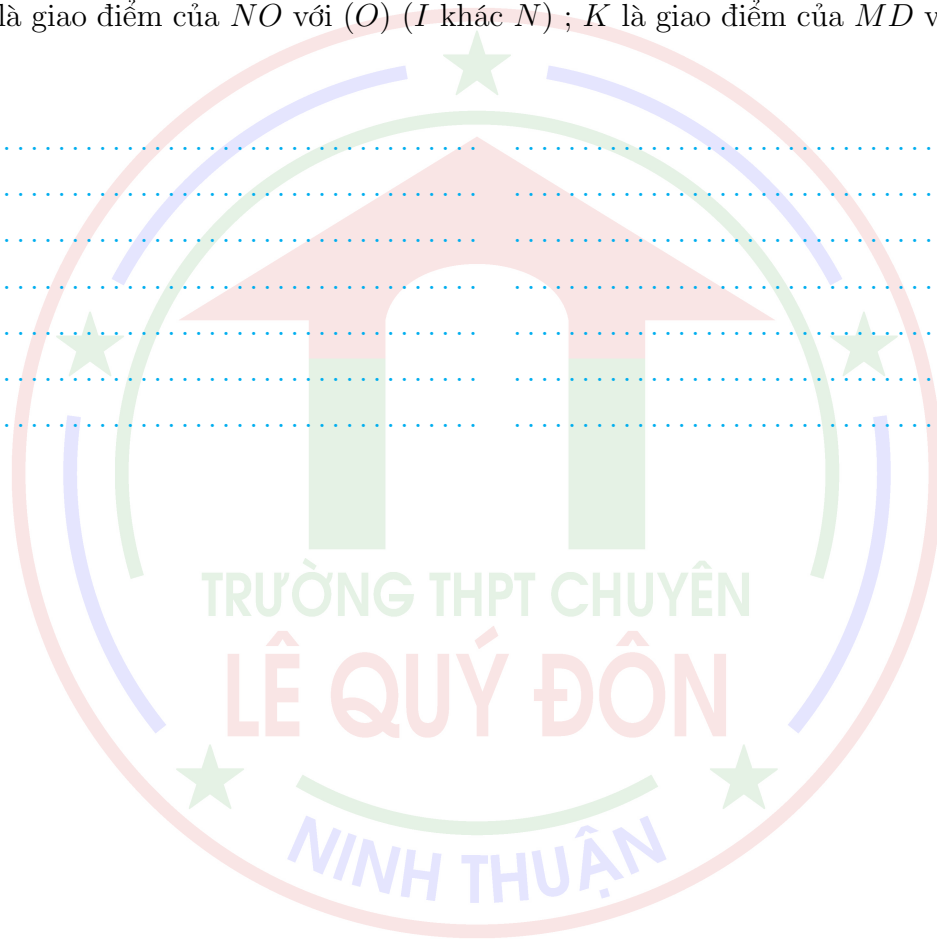 là giao điểm của NO với (O) (I khác N) ; K là giao điểm của MD
TRƯỜNG THPT CHUYÊN
LÊ QUÝ ĐÔN
NINH THUẬN